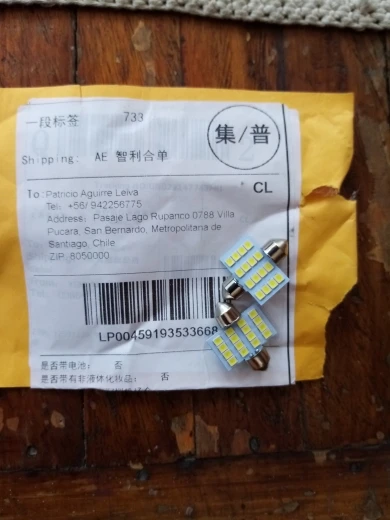 一段标签 733
集/普
Shipping: AE 智利合单
To: Patricio Aguirre Leiva
CL
Tel: +56/ 942256775
Address: Pasaje Lago Rupanco 0788 Villa
Pucara, San Bernardo, Metropolitana de
Santiago, Chile
ZIP: 8050000
LP00459193533668
是否带电池: 否
是否带有非液体化妆品: 否